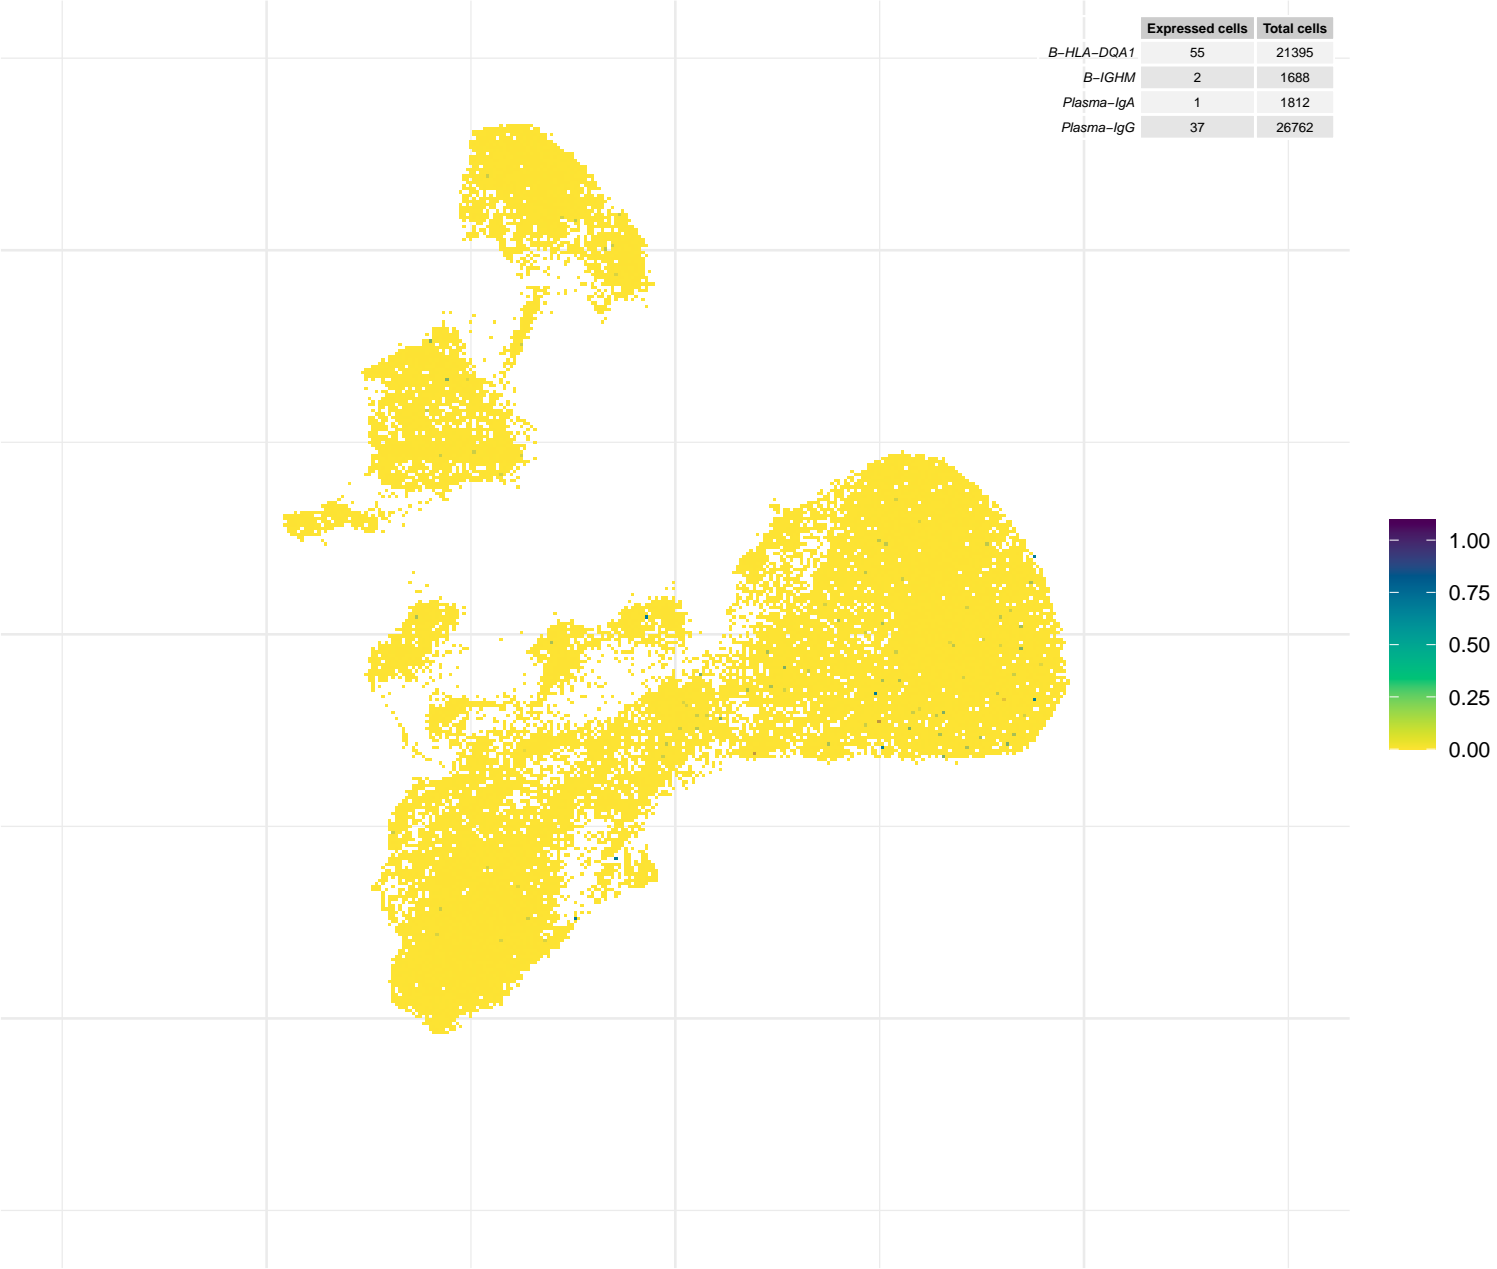 Expressed cells Total cells
B−HLA−DQA1 55 21395
B−IGHM 2 1688
Plasma−IgA 1 1812
Plasma−IgG 37 26762
1.00
0.75
0.50
0.25
0.00